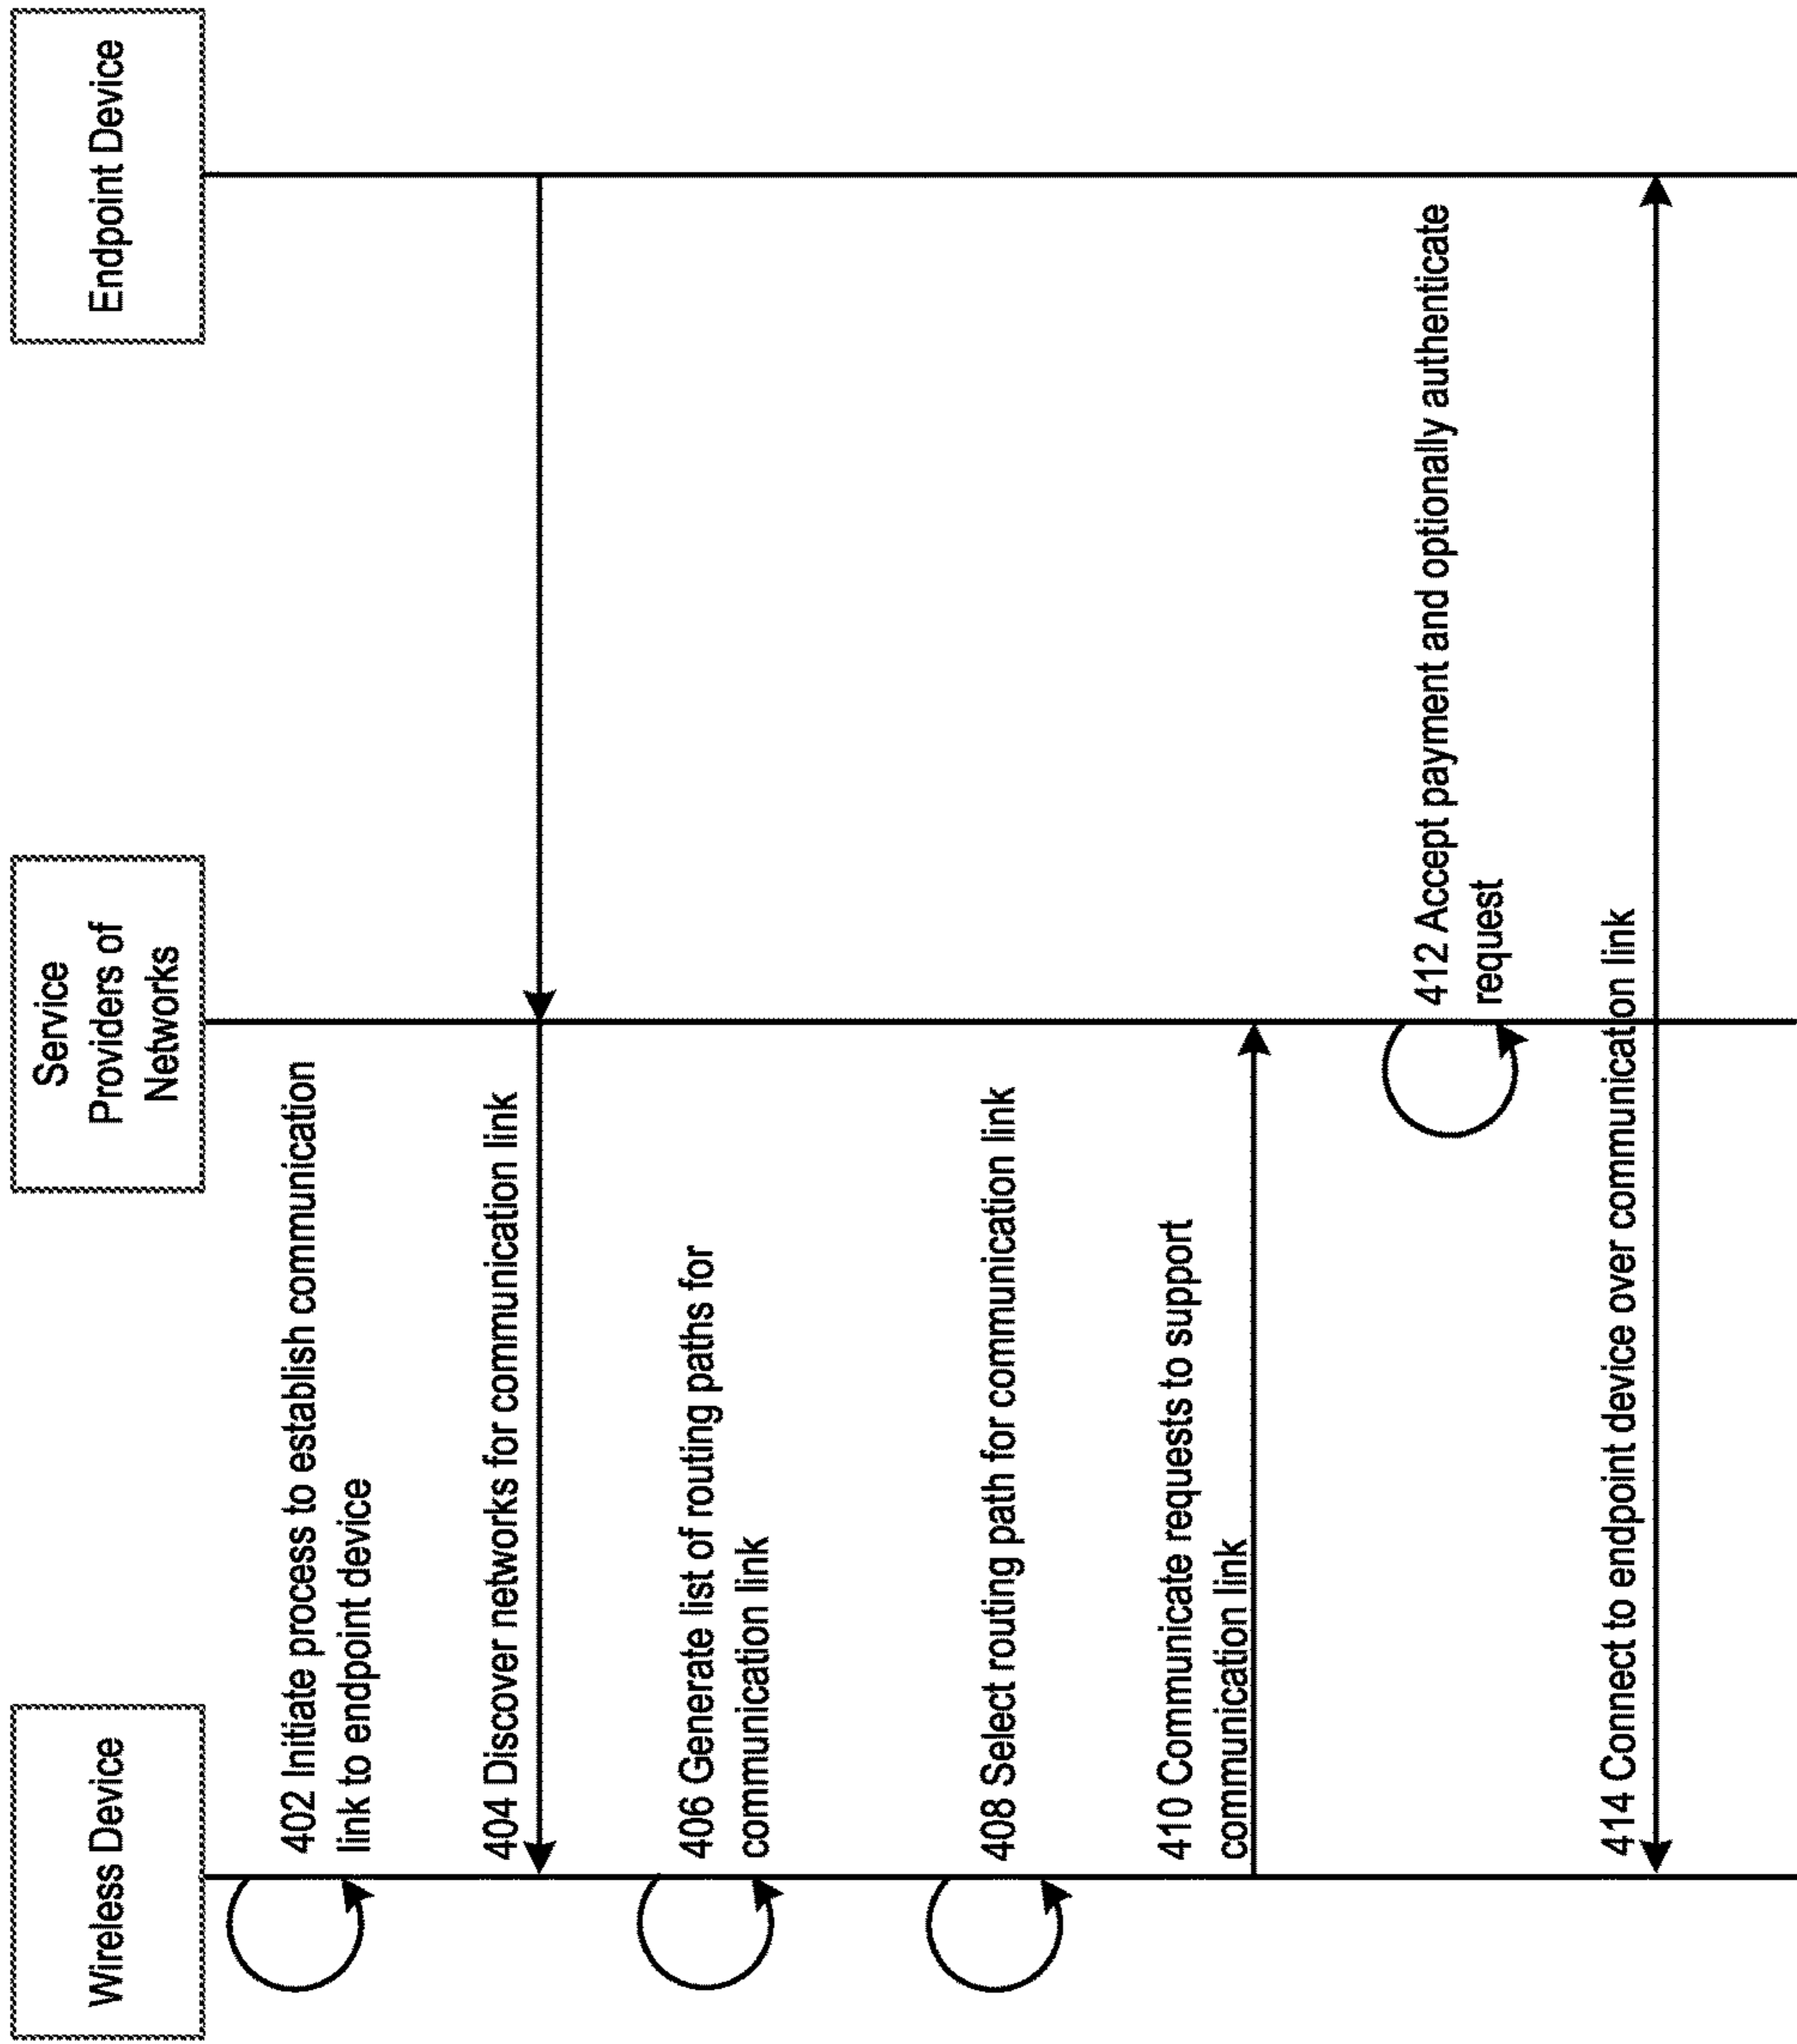 Wireless Device
Service
Providers of
Networks
Endpoint Device
402 Initiate process to establish communication
link to endpoint device
404 Discover networks for communication link
406 Generate list of routing paths for
communication link
408 Select routing path for communication link
410 Communicate requests to support
communication link
412 Accept payment and optionally authenticate
request
414 Connect to endpoint device over communication link